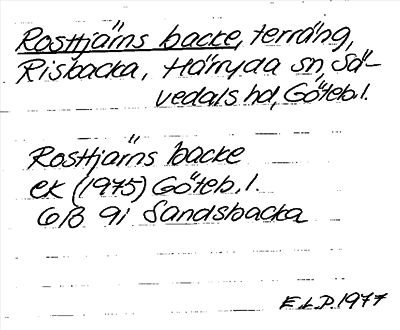 Rosttjärns backe, terräng,
Risbacka, Härryda sn, Sä-
vedals hd, Göteb. l.
Rosttjärns backe
ek (1975) Göteb. l.
6B 9i Sandsbacka
E.L.P. 1977